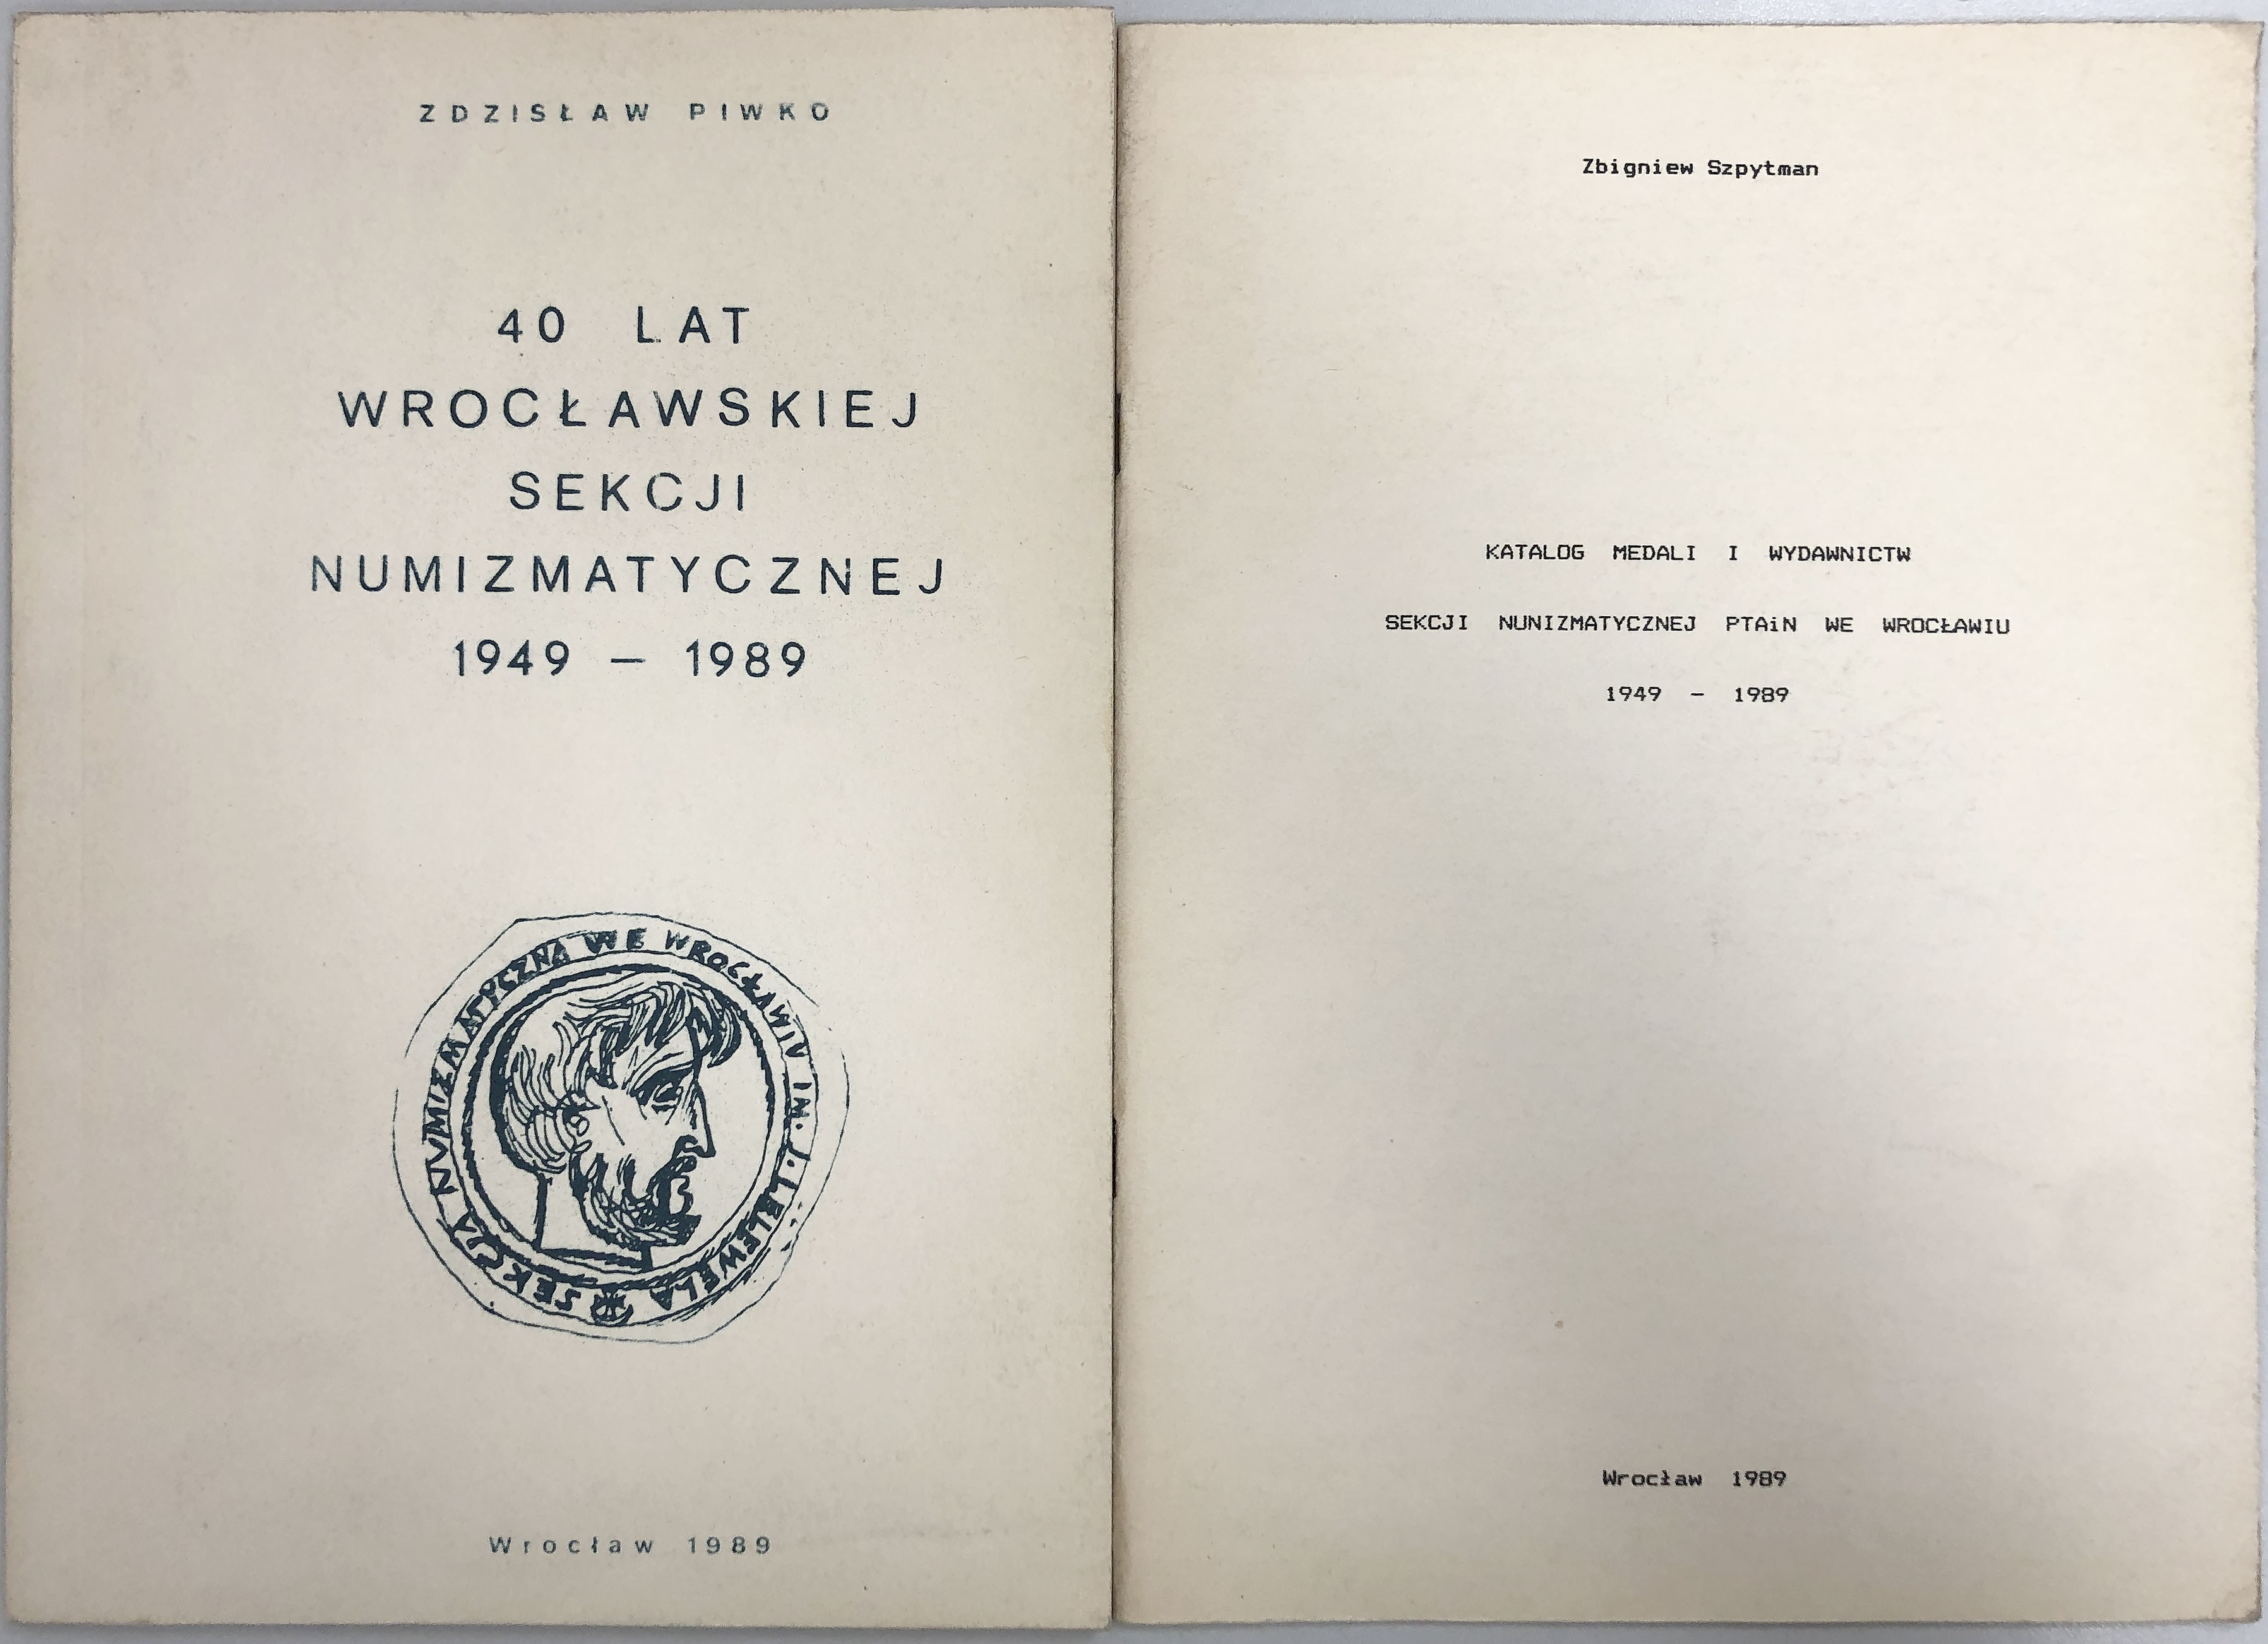 ZDZISŁAW PIWKO
40 LAT
WROCŁAWSKIEJ
SEKCJI
NUMIZMATYCZNEJ
1949 — 1989
SEKCJA NUMIZMATYCZNA WE WROCŁAWIU IM. J. LELEWELA
Wrocław 1989
Zbigniew Szpytman
KATALOG MEDALI I WYDAWNICTW
SEKCJI NUNIZMATYCZNEJ PTAiN WE WROCŁAWIU
1949 - 1989
Wrocław 1989